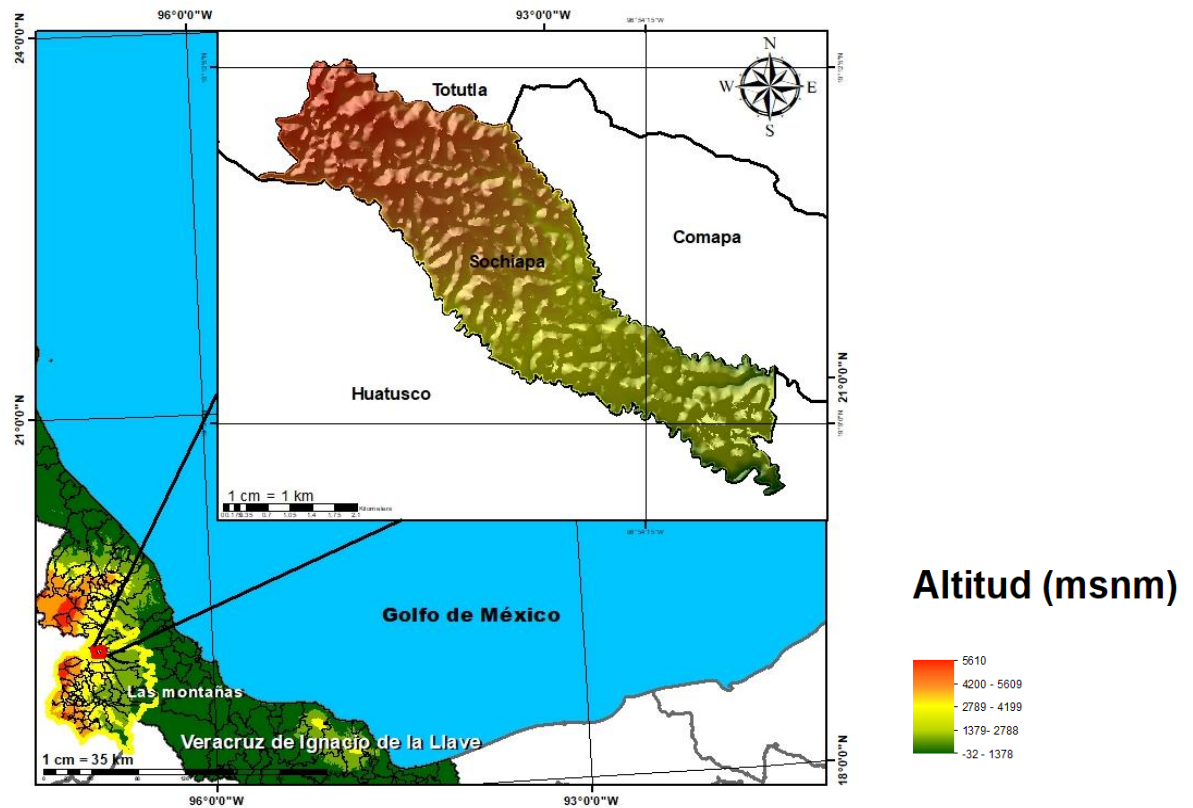 96°0'0"W
93°0'0"W
24°0'0"N
N
W
E
S
Totutla
Comapa
Sochiapa
Huatusco
21°0'0"N
21°0'0"N
1 cm = 1 km
Kilometers
Golfo de México
Las montañas
Veracruz de Ignacio de la Llave
1 cm = 35 km
18°0'0"N
96°0'0"W
93°0'0"W
Altitud (msnm)
5610
4200 - 5609
2789 - 4199
1379- 2788
-32 - 1378